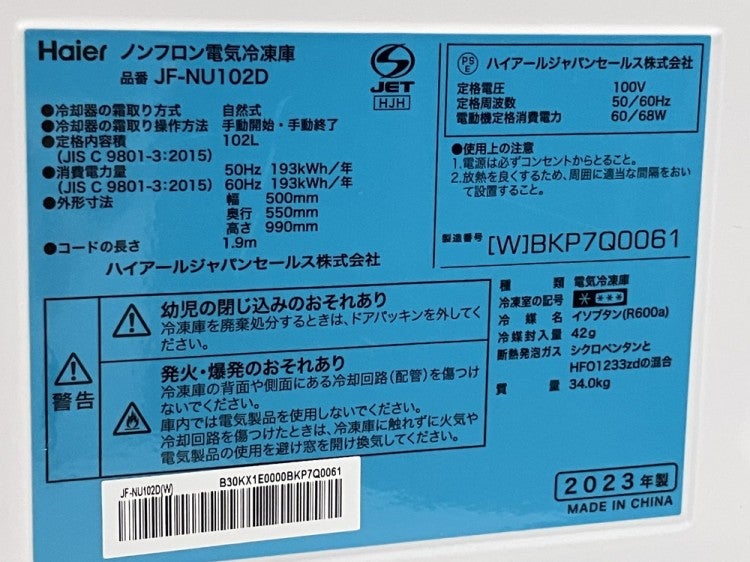 Haier ノンフロン電気冷凍庫
品番 JF-NU102D
JET
HJH
●冷却器の霜取り方式 自然式
●冷却器の霜取り操作方法 手動開始・手動終了
●定格内容積 102L
(JIS C 9801-3:2015)
●消費電力量 50Hz 193kWh/年
(JIS C 9801-3:2015) 60Hz 193kWh/年
●外形寸法 幅 500mm
奥行 550mm
高さ 990mm
●コードの長さ 1.9m
ハイアールジャパンセールス株式会社
PS E ハイアールジャパンセールス株式会社
定格電圧 100V
定格周波数 50/60Hz
電動機定格消費電力 60/68W
●使用上の注意
1.電源は必ずコンセントからとること。
2.放熱を良くするため、周囲に適当な間隔をおい
て設置すること。
製造番号 [W]BKP7Q0061
警告
幼児の閉じ込めのおそれあり
冷凍庫を廃棄処分するときは、ドアパッキンを外してく
ださい。
発火・爆発のおそれあり
冷凍庫の背面や側面にある冷却回路(配管)を傷つけ
ないでください。
庫内では電気製品を使用しないでください。
冷却回路を傷つけたときは、冷凍庫に触れずに火気や
電気製品の使用を避け窓を開け換気してください。
種類 電気冷凍庫
冷凍室の記号 * ***
冷媒名 イソブタン(R600a)
冷媒封入量 42g
断熱発泡ガス シクロペンタンと
HFO1233zdの混合
質量 34.0kg
JF-NU102D(W) B30KX1E0000BKP7Q0061
2023年製
MADE IN CHINA